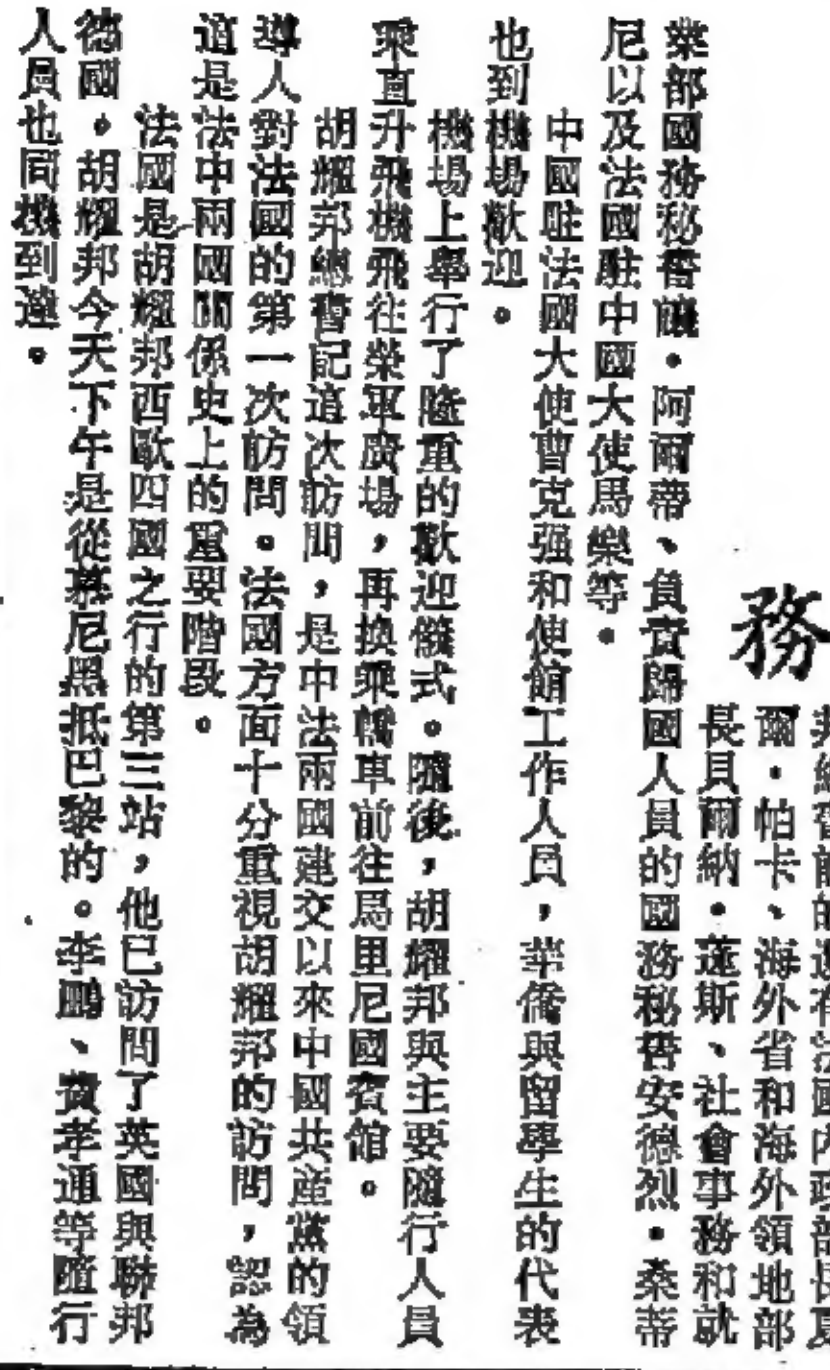 務
邦總書記的還有法國內政部長夏
爾·帕卡、海外省和海外領地部
長貝爾納·蓬斯、社會事務和就
業部國務秘書·阿爾蒂、負責歸國人員的國務秘書安德烈·桑蒂
尼以及法國駐中國大使馬樂等。
中國駐法國大使曹克强和使館工作人員，華僑與留學生的代表
也到機場歡迎。
機場上舉行了隆重的歡迎儀式。隨後，胡耀邦與主要隨行人員
乘直升飛機飛往榮軍廣場，再換乘轎車前往馬里尼國賓館。
胡耀邦總書記這次訪問，是中法兩國建交以來中國共産黨的領
導人對法國的第一次訪問。法國方面十分重視胡耀邦的訪問，認為
這是法中兩國關係史上的重要階段。
法國是胡耀邦西歐四國之行的第三站，他已訪問了英國與聯邦
德國。胡耀邦今天下午是從慕尼黑抵巴黎的。李鵬、費孝通等隨行
人員也同機到達。